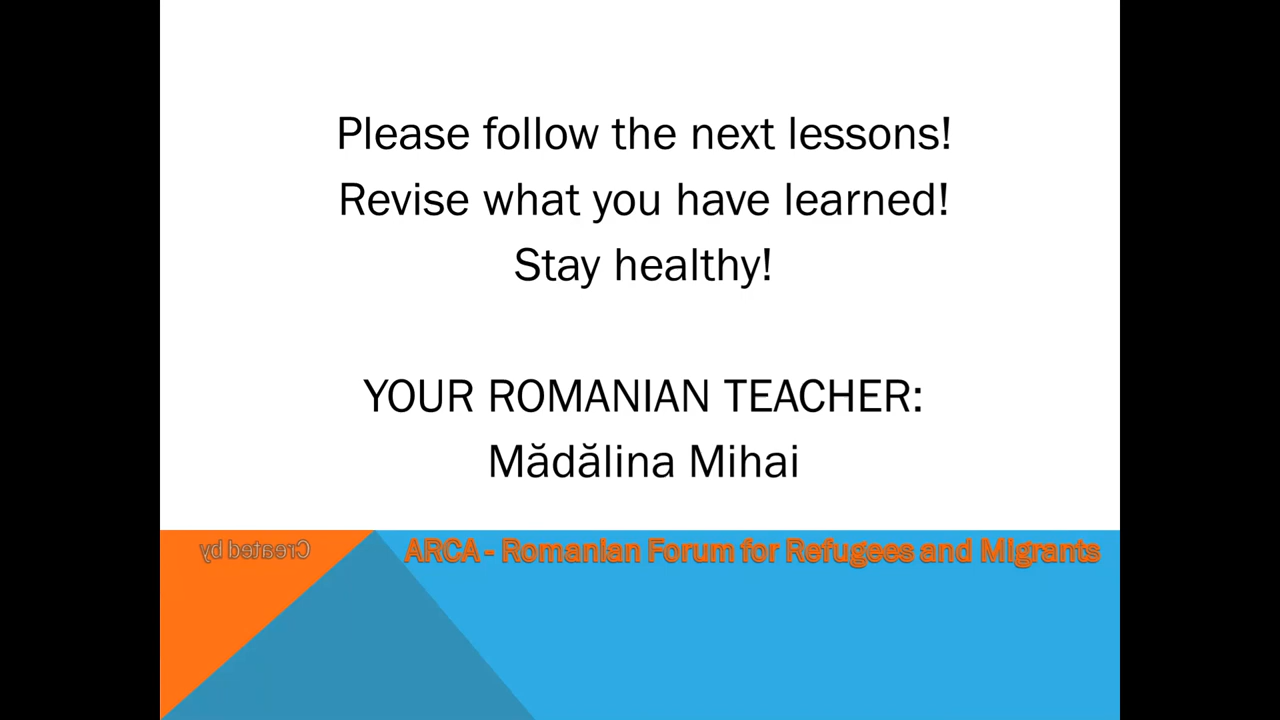 Please follow the next lessons!
Revise what you have learned!
Stay healthy!
YOUR ROMANIAN TEACHER:
Mădălina Mihai
Created by
ARCA - Romanian Forum for Refugees and Migrants